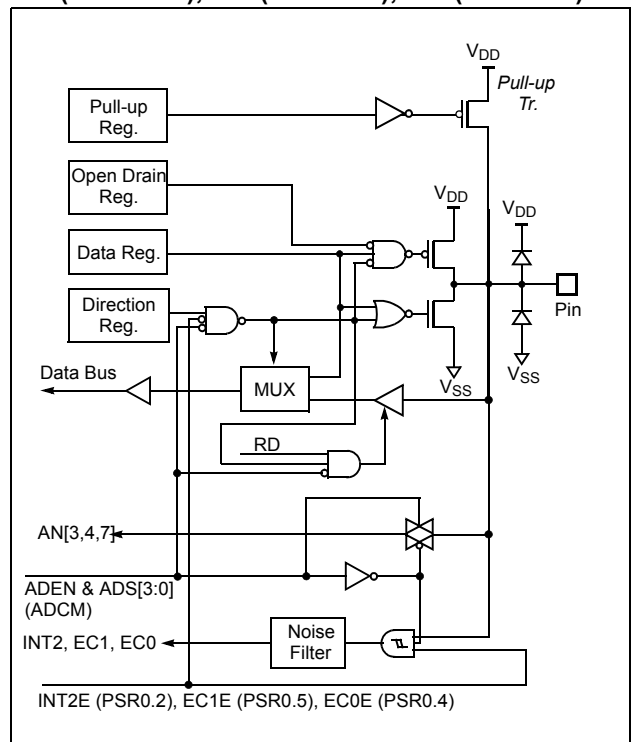 VDD
Pull-up
Tr.
Pull-up
Reg.
Open Drain
Reg.
VDD
VDD
Data Reg.
Direction
Reg.
Pin
Data Bus
MUX
VSS
VSS
RD
AN[3,4,7]
ADEN & ADS[3:0]
(ADCM)
Noise
Filter
INT2, EC1, EC0
INT2E (PSR0.2), EC1E (PSR0.5), EC0E (PSR0.4)